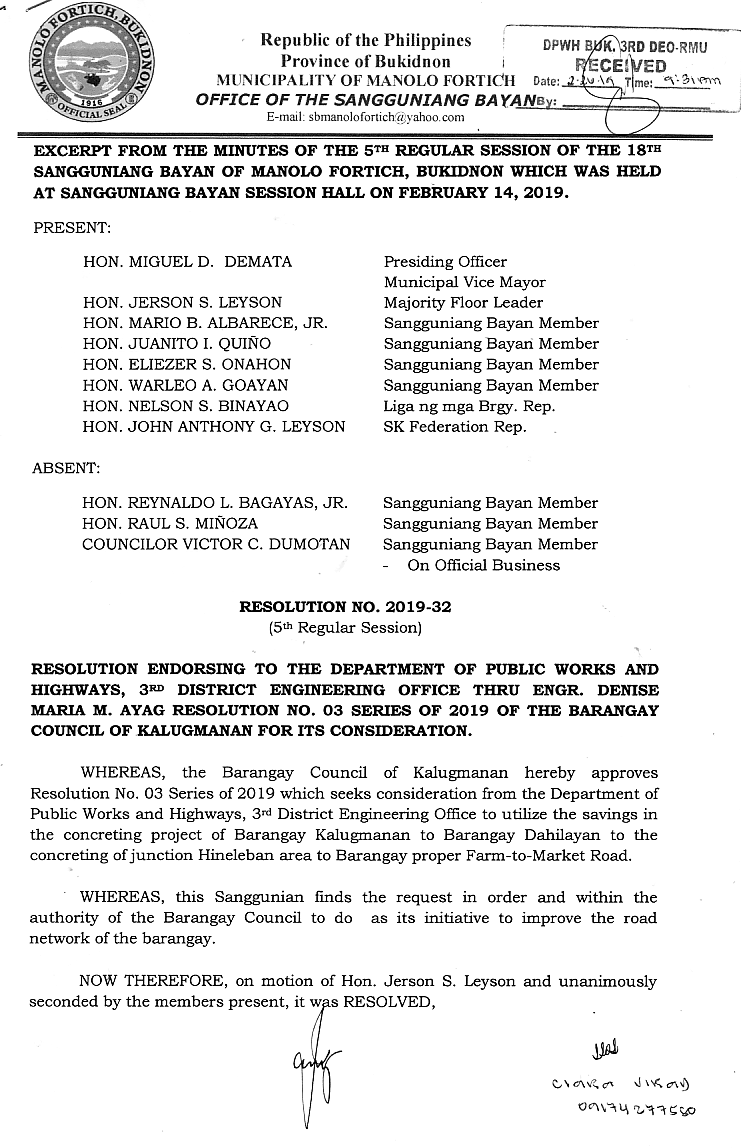 MANOLO FORTICH, BUKIDNON
1916
OFFICIAL SEAL
Republic of the Philippines
Province of Bukidnon
MUNICIPALITY OF MANOLO FORTICH
OFFICE OF THE SANGGUNIANG BAYAN
E-mail: sbmanolofortich@yahoo.com
DPWH BUK. 3RD DEO-RMU
RECEIVED
Date: Time:
By:
EXCERPT FROM THE MINUTES OF THE 5TH REGULAR SESSION OF THE 18TH
SANGGUNIANG BAYAN OF MANOLO FORTICH, BUKIDNON WHICH WAS HELD
AT SANGGUNIANG BAYAN SESSION HALL ON FEBRUARY 14, 2019.
PRESENT:
HON. MIGUEL D. DEMATA Presiding Officer
Municipal Vice Mayor
HON. JERSON S. LEYSON Majority Floor Leader
HON. MARIO B. ALBARECE, JR. Sangguniang Bayan Member
HON. JUANITO I. QUIÑO Sangguniang Bayan Member
HON. ELIEZER S. ONAHON Sangguniang Bayan Member
HON. WARLEO A. GOAYAN Sangguniang Bayan Member
HON. NELSON S. BINAYAO Liga ng mga Brgy. Rep.
HON. JOHN ANTHONY G. LEYSON SK Federation Rep.
ABSENT:
HON. REYNALDO L. BAGAYAS, JR. Sangguniang Bayan Member
HON. RAUL S. MIÑOZA Sangguniang Bayan Member
COUNCILOR VICTOR C. DUMOTAN Sangguniang Bayan Member
- On Official Business
RESOLUTION NO. 2019-32
(5th Regular Session)
RESOLUTION ENDORSING TO THE DEPARTMENT OF PUBLIC WORKS AND
HIGHWAYS, 3RD DISTRICT ENGINEERING OFFICE THRU ENGR. DENISE
MARIA M. AYAG RESOLUTION NO. 03 SERIES OF 2019 OF THE BARANGAY
COUNCIL OF KALUGMANAN FOR ITS CONSIDERATION.
WHEREAS, the Barangay Council of Kalugmanan hereby approves
Resolution No. 03 Series of 2019 which seeks consideration from the Department of
Public Works and Highways, 3rd District Engineering Office to utilize the savings in
the concreting project of Barangay Kalugmanan to Barangay Dahilayan to the
concreting of junction Hineleban area to Barangay proper Farm-to-Market Road.
WHEREAS, this Sanggunian finds the request in order and within the
authority of the Barangay Council to do as its initiative to improve the road
network of the barangay.
NOW THEREFORE, on motion of Hon. Jerson S. Leyson and unanimously
seconded by the members present, it was RESOLVED,